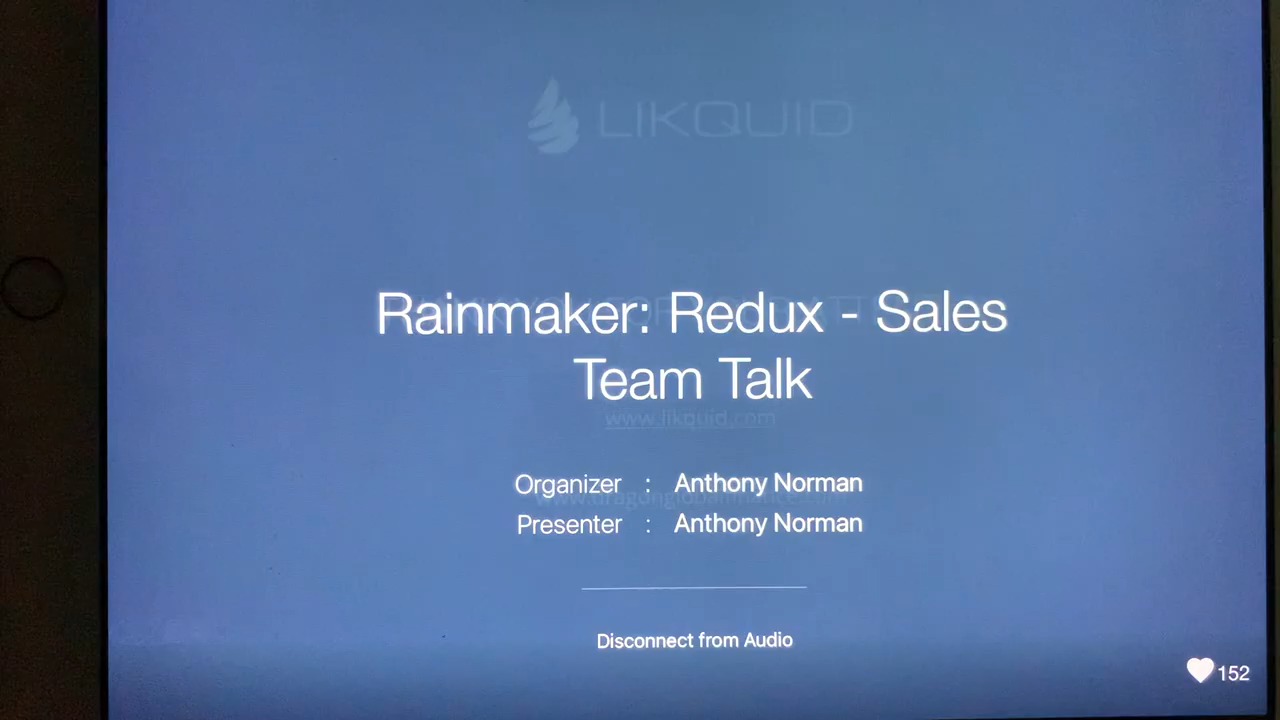 LIKQUID
Rainmaker: Redux - Sales
Team Talk
www.likquid.com
Organizer : Anthony Norman
Presenter : Anthony Norman
Disconnect from Audio
152